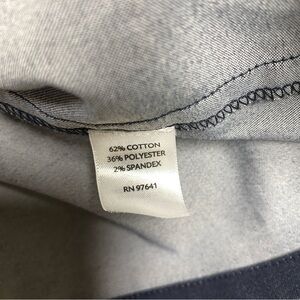 62% COTTON
36% POLYESTER
2% SPANDEX
RN 97641